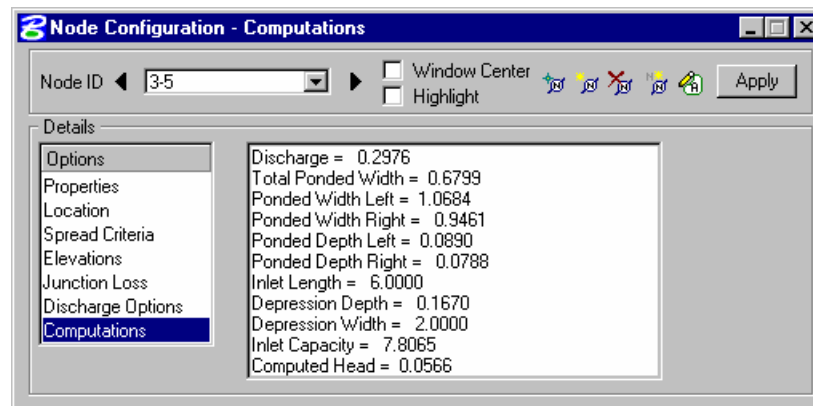 Node Configuration - Computations
Node ID 3-5 Window Center Apply
Highlight
Details
Options
Properties
Location
Spread Criteria
Elevations
Junction Loss
Discharge Options
Computations
Discharge = 0.2976
Total Ponded Width = 0.6799
Ponded Width Left = 1.0684
Ponded Width Right = 0.9461
Ponded Depth Left = 0.0890
Ponded Depth Right = 0.0788
Inlet Length = 6.0000
Depression Depth = 0.1670
Depression Width = 2.0000
Inlet Capacity = 7.8065
Computed Head = 0.0566